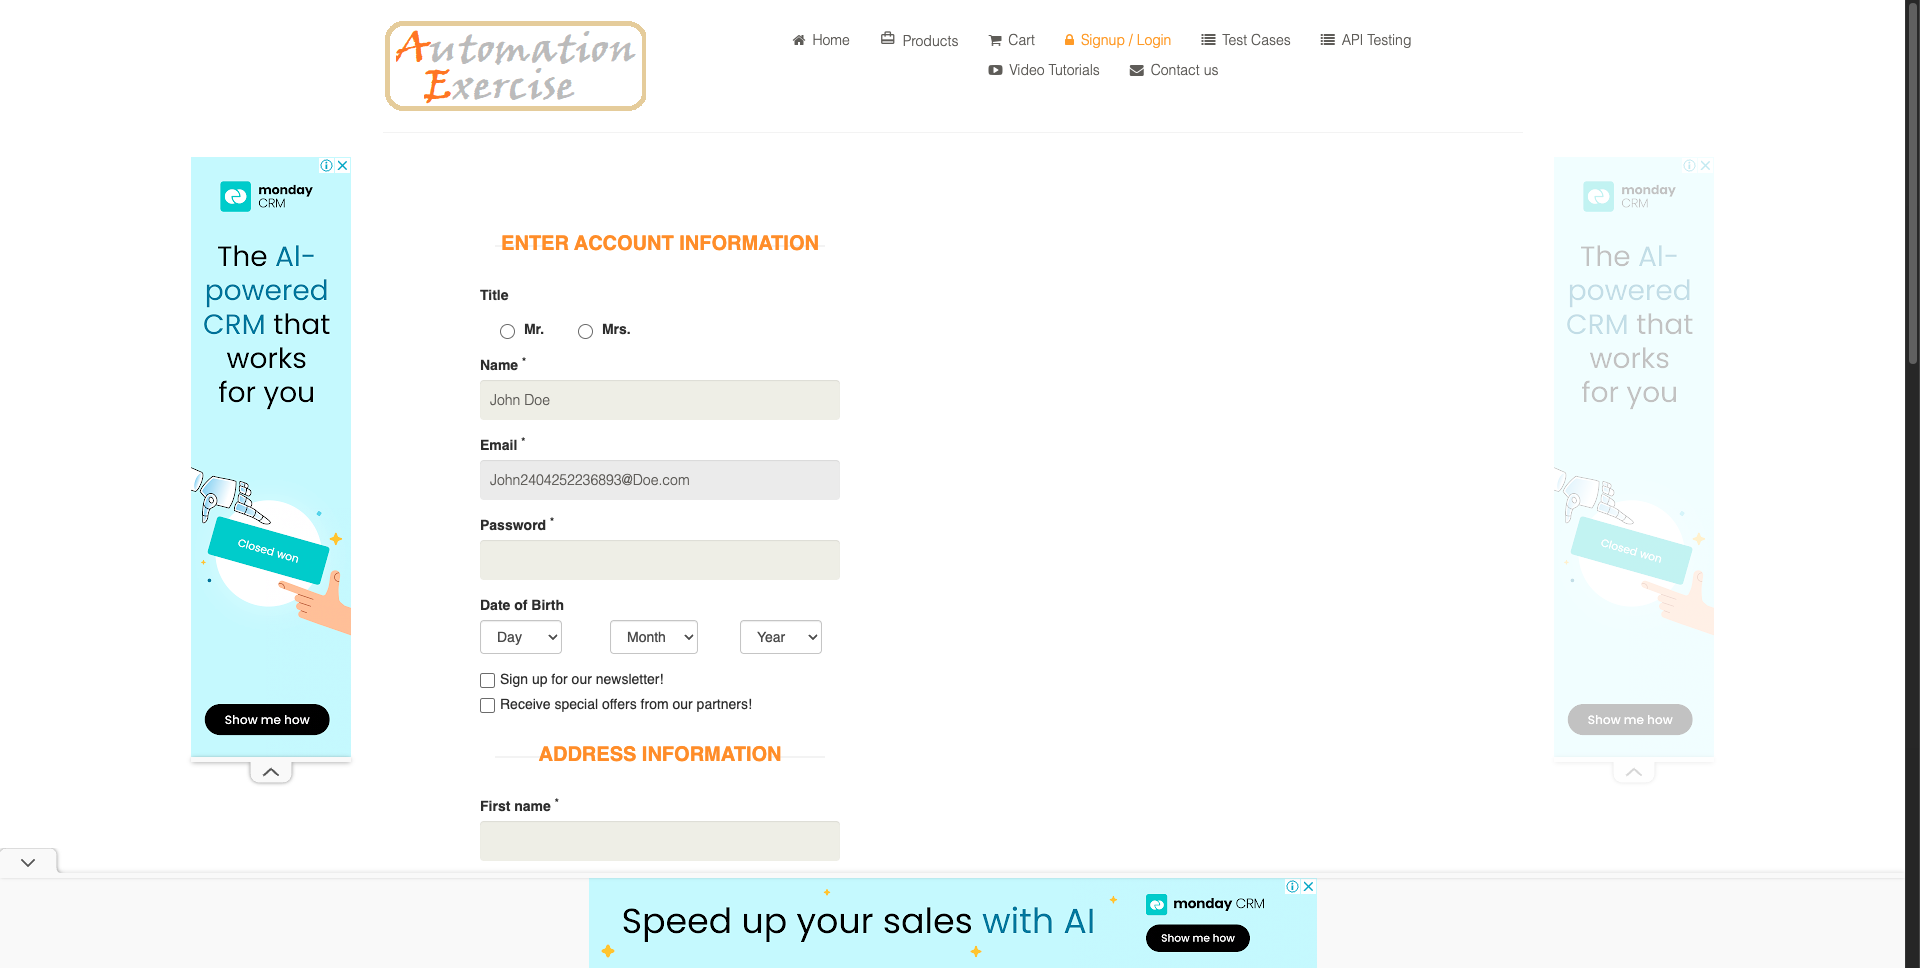 Automation
Exercise
Home
Products
Cart
Signup / Login
Test Cases
API Testing
Video Tutorials
Contact us
monday
CRM
The AI-
powered
CRM that
works
for you
Closed won
Show me how
ENTER ACCOUNT INFORMATION
Title
Mr.
Mrs.
Name *
John Doe
Email *
John2404252236893@Doe.com
Password *
Date of Birth
Day
Month
Year
Sign up for our newsletter!
Receive special offers from our partners!
ADDRESS INFORMATION
First name *
monday
CRM
The AI-
powered
CRM that
works
for you
Closed won
Show me how
Speed up your sales with AI
monday CRM
Show me how